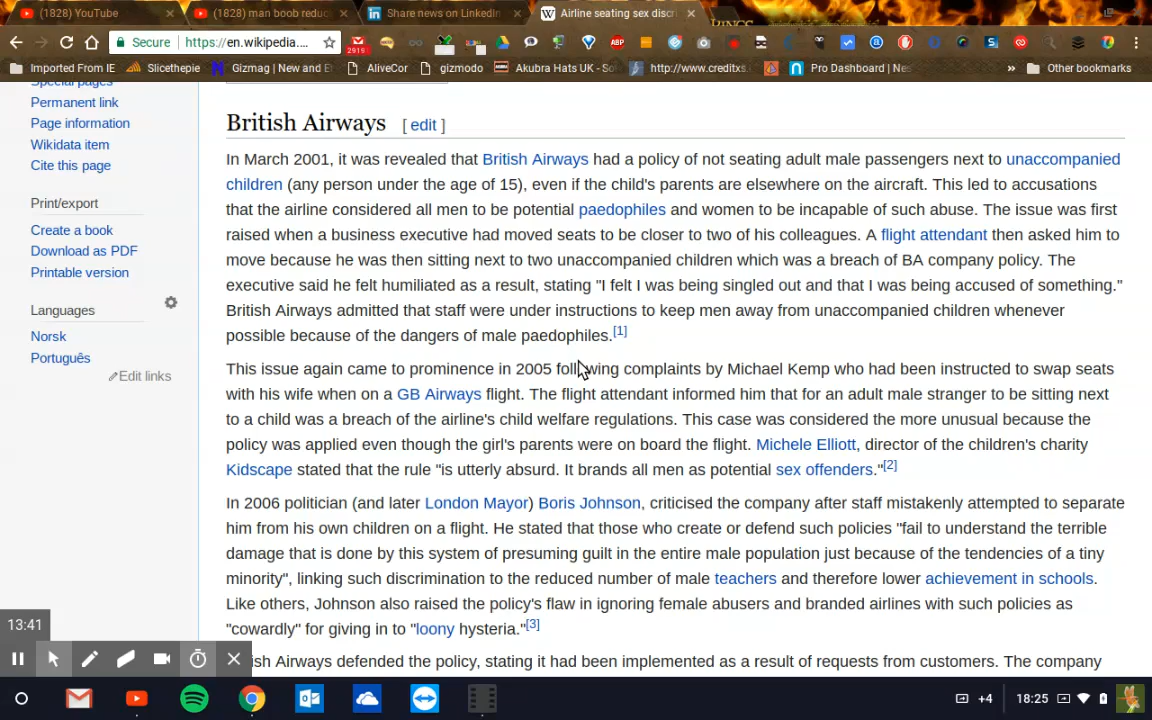 (1828) YouTube
(1828) man boob redu
Share news on LinkedIn
Airline seating sex discri
Secure
https://en.wikipedia....
2919
ABP
Imported From IE
Slicethepie
Gizmag | New and E
AliveCor
gizmodo
Akubra Hats UK - So
http://www.creditxs.
Pro Dashboard | Ne
»
Other bookmarks
Special pages
Permanent link
Page information
Wikidata item
Cite this page
Print/export
Create a book
Download as PDF
Printable version
Languages
Norsk
Português
Edit links
British Airways [ edit ]
In March 2001, it was revealed that British Airways had a policy of not seating adult male passengers next to unaccompanied
children (any person under the age of 15), even if the child's parents are elsewhere on the aircraft. This led to accusations
that the airline considered all men to be potential paedophiles and women to be incapable of such abuse. The issue was first
raised when a business executive had moved seats to be closer to two of his colleagues. A flight attendant then asked him to
move because he was then sitting next to two unaccompanied children which was a breach of BA company policy. The
executive said he felt humiliated as a result, stating "I felt I was being singled out and that I was being accused of something."
British Airways admitted that staff were under instructions to keep men away from unaccompanied children whenever
possible because of the dangers of male paedophiles.[1]
This issue again came to prominence in 2005 following complaints by Michael Kemp who had been instructed to swap seats
with his wife when on a GB Airways flight. The flight attendant informed him that for an adult male stranger to be sitting next
to a child was a breach of the airline's child welfare regulations. This case was considered the more unusual because the
policy was applied even though the girl's parents were on board the flight. Michele Elliott, director of the children's charity
Kidscape stated that the rule "is utterly absurd. It brands all men as potential sex offenders."[2]
In 2006 politician (and later London Mayor) Boris Johnson, criticised the company after staff mistakenly attempted to separate
him from his own children on a flight. He stated that those who create or defend such policies "fail to understand the terrible
damage that is done by this system of presuming guilt in the entire male population just because of the tendencies of a tiny
minority", linking such discrimination to the reduced number of male teachers and therefore lower achievement in schools.
Like others, Johnson also raised the policy's flaw in ignoring female abusers and branded airlines with such policies as
"cowardly" for giving in to "loony hysteria."[3]
ish Airways defended the policy, stating it had been implemented as a result of requests from customers. The company
13:41
+4
18:25